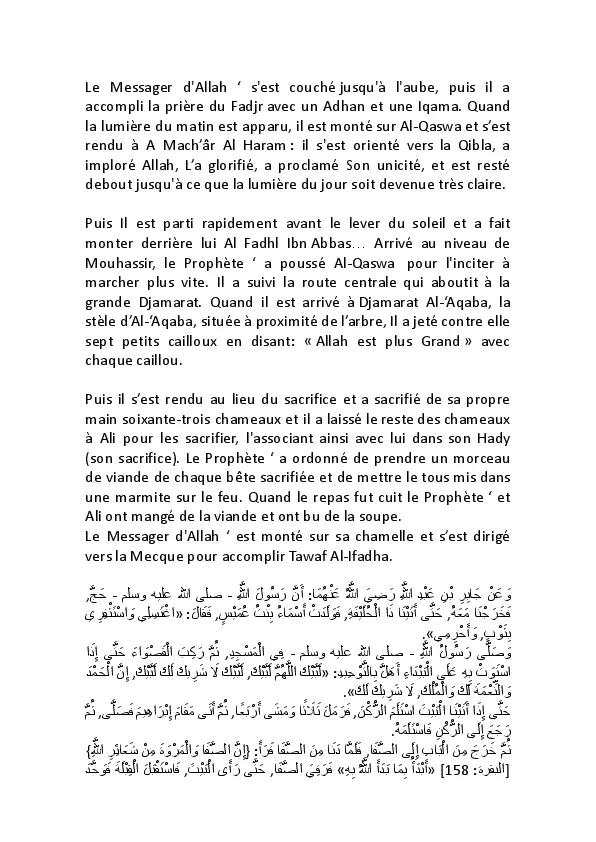 Le Messager d'Allah ‘ s'est couché jusqu'à l'aube, puis il a
accompli la prière du Fadjr avec un Adhan et une Iqama. Quand
la lumière du matin est apparu, il est monté sur Al-Qaswa et s’est
rendu à A Mach’âr Al Haram : il s'est orienté vers la Qibla, a
imploré Allah, L’a glorifié, a proclamé Son unicité, et est resté
debout jusqu'à ce que la lumière du jour soit devenue très claire.
Puis Il est parti rapidement avant le lever du soleil et a fait
monter derrière lui Al Fadhl Ibn Abbas… Arrivé au niveau de
Mouhassir, le Prophète ‘ a poussé Al-Qaswa pour l'inciter à
marcher plus vite. Il a suivi la route centrale qui aboutit à la
grande Djamarat. Quand il est arrivé à Djamarat Al-‘Aqaba, la
stèle d’Al-‘Aqaba, située à proximité de l’arbre, Il a jeté contre elle
sept petits cailloux en disant: « Allah est plus Grand » avec
chaque caillou.
Puis il s’est rendu au lieu du sacrifice et a sacrifié de sa propre
main soixante-trois chameaux et il a laissé le reste des chameaux
à Ali pour les sacrifier, l'associant ainsi avec lui dans son Hady
(son sacrifice). Le Prophète ‘ a ordonné de prendre un morceau
de viande de chaque bête sacrifiée et de mettre le tous mis dans
une marmite sur le feu. Quand le repas fut cuit le Prophète ‘ et
Ali ont mangé de la viande et ont bu de la soupe.
Le Messager d'Allah ‘ est monté sur sa chamelle et s’est dirigé
vers la Mecque pour accomplir Tawaf Al-Ifadha.
وَعَنْ جَابِرِ بْنِ عَبْدِ اللَّهِ رَضِيَ اللَّهُ عَنْهُمَا: أَنَّ رَسُولَ اللَّهِ - صلى الله عليه وسلم - حَجَّ,
فَخَرَجْنَا مَعَهُ, حَتَّى أَتَيْنَا ذَا الْحُلَيْفَةِ, فَوَلَدَتْ أَسْمَاءُ بِنْتُ عُمَيْسٍ, فَقَالَ: «اغْتَسِلِي وَاسْتَثْفِرِي
بِثَوْبٍ, وَأَحْرِمِي».
وَصَلَّى رَسُولُ اللَّهِ - صلى الله عليه وسلم - فِي الْمَسْجِدِ, ثُمَّ رَكِبَ الْقَصْوَاءَ حَتَّى إِذَا
اسْتَوَتْ بِهِ عَلَى الْبَيْدَاءِ أَهَلَّ بِالتَّوْحِيدِ: «لَبَّيْكَ اللَّهُمَّ لَبَّيْكَ, لَبَّيْكَ لَا شَرِيكَ لَكَ لَبَّيْكَ, إِنَّ الْحَمْدَ
وَالنِّعْمَةَ لَكَ وَالْمُلْكَ, لَا شَرِيكَ لَكَ».
حَتَّى إِذَا أَتَيْنَا الْبَيْتَ اسْتَلَمَ الرُّكْنَ, فَرَمَلَ ثَلَاثًا وَمَشَى أَرْبَعًا, ثُمَّ أَتَى مَقَامَ إِبْرَاهِيمَ فَصَلَّى, ثُمَّ
رَجَعَ إِلَى الرُّكْنِ فَاسْتَلَمَهُ.
ثُمَّ خَرَجَ مِنَ الْبَابِ إِلَى الصَّفَا, فَلَمَّا دَنَا مِنَ الصَّفَا قَرَأَ: {إِنَّ الصَّفَا وَالْمَرْوَةَ مِنْ شَعَائِرِ اللَّهِ}
[البقرة: 158] «أَبْدَأُ بِمَا بَدَأَ اللَّهُ بِهِ» فَرَقِيَ الصَّفَا, حَتَّى رَأَى الْبَيْتَ, فَاسْتَقْبَلَ الْقِبْلَةَ فَوَحَّدَ